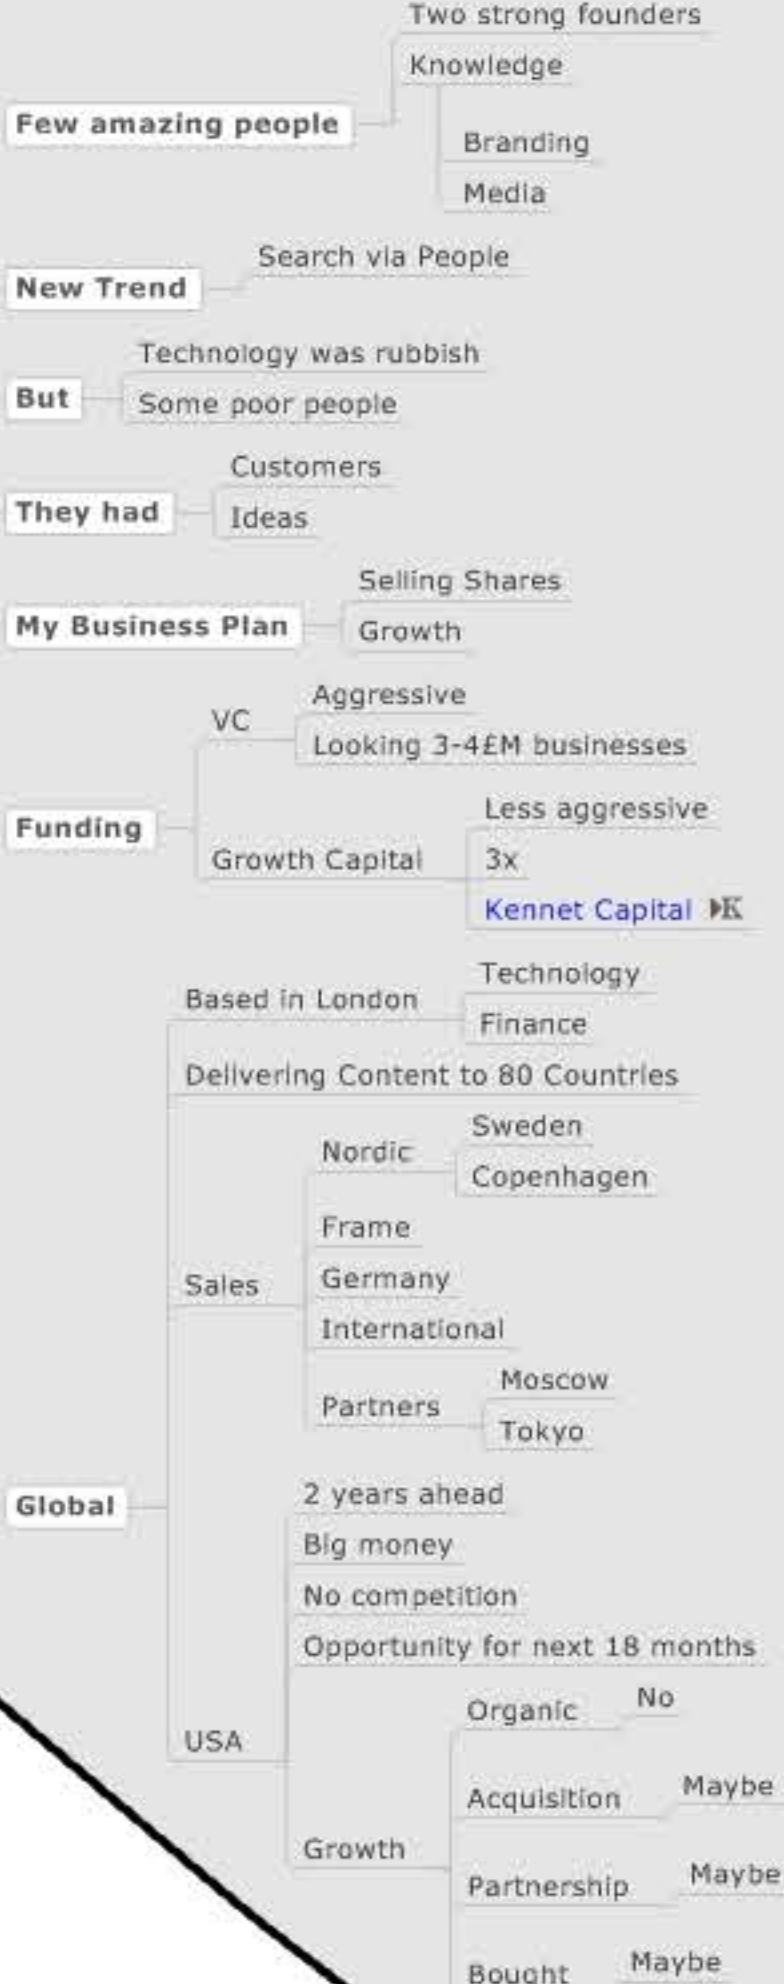 Two strong founders
Knowledge
Few amazing people
Branding
Media
Search via People
New Trend
Technology was rubbish
But
Some poor people
Customers
They had
Ideas
Selling Shares
My Business Plan
Growth
Aggressive
VC
Looking 3-4£M businesses
Less aggressive
Funding
Growth Capital
3x
Kennet Capital K
Technology
Based in London
Finance
Delivering Content to 80 Countries
Sweden
Nordic
Copenhagen
Frame
Sales
Germany
International
Moscow
Partners
Tokyo
2 years ahead
Global
Big money
No competition
Opportunity for next 18 months
No
Organic
USA
Maybe
Acquisition
Growth
Maybe
Partnership
Maybe
Bought